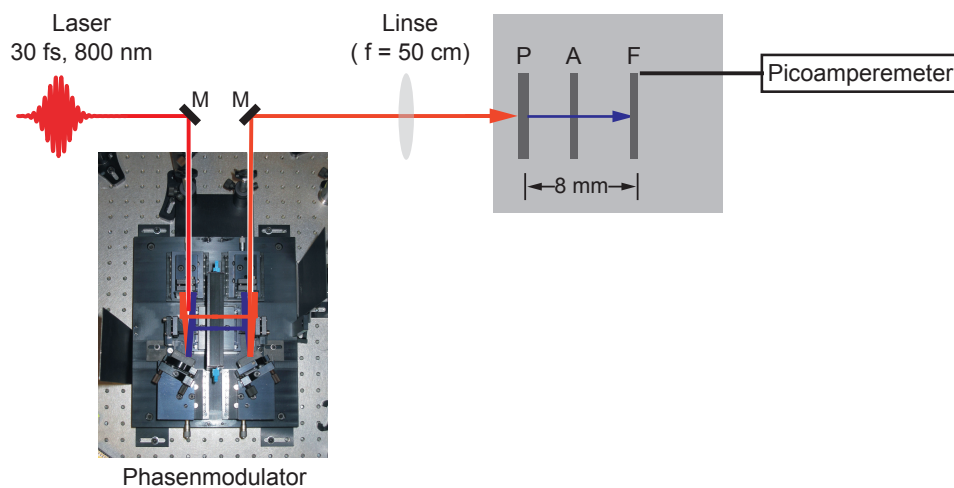 Laser
30 fs, 800 nm
Linse
( f = 50 cm)
M
M
P
A
F
Picoamperemeter
8 mm
Phasenmodulator